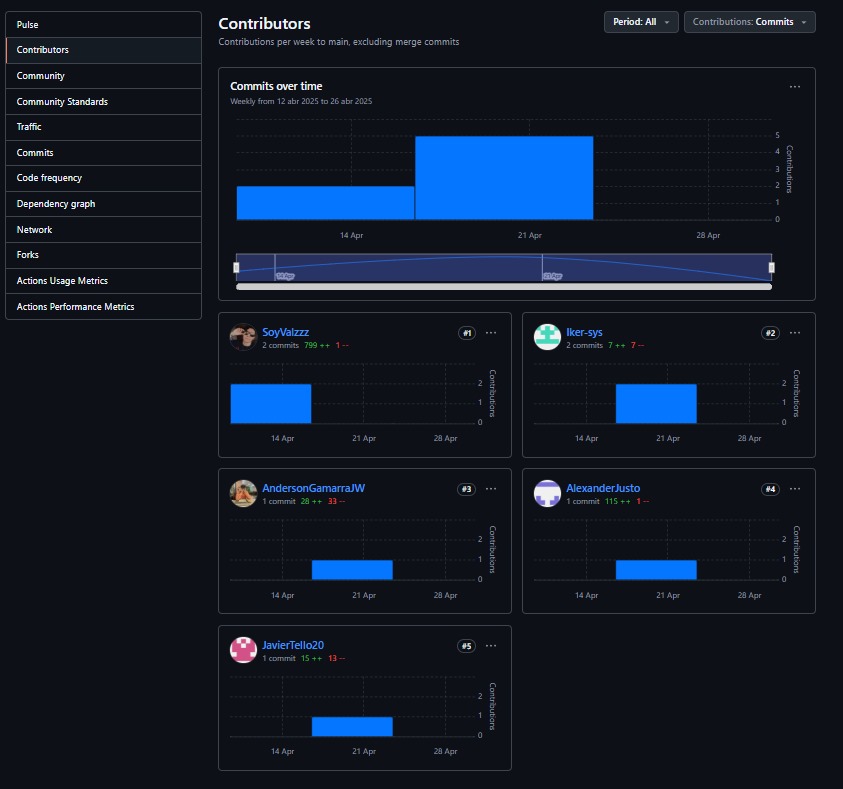 Pulse
Contributors
Community
Community Standards
Traffic
Commits
Code frequency
Dependency graph
Network
Forks
Actions Usage Metrics
Actions Performance Metrics
Contributors
Period: All
Contributions: Commits
Contributions per week to main, excluding merge commits
Commits over time
Weekly from 12 abr 2025 to 26 abr 2025
5
4
3
2
1
0
Contributions
14 Apr 21 Apr 28 Apr
14 Apr 21 Apr
SoyValzzz #1
2 commits 799 ++ 1 --
2
1
0
Contributions
14 Apr 21 Apr 28 Apr
Iker-sys #2
2 commits 7 ++ 7 --
2
1
0
Contributions
14 Apr 21 Apr 28 Apr
AndersonGamarraJW #3
1 commit 28 ++ 33 --
2
1
0
Contributions
14 Apr 21 Apr 28 Apr
AlexanderJusto #4
1 commit 115 ++ 1 --
2
1
0
Contributions
14 Apr 21 Apr 28 Apr
JavierTello20 #5
1 commit 15 ++ 13 --
2
1
0
Contributions
14 Apr 21 Apr 28 Apr